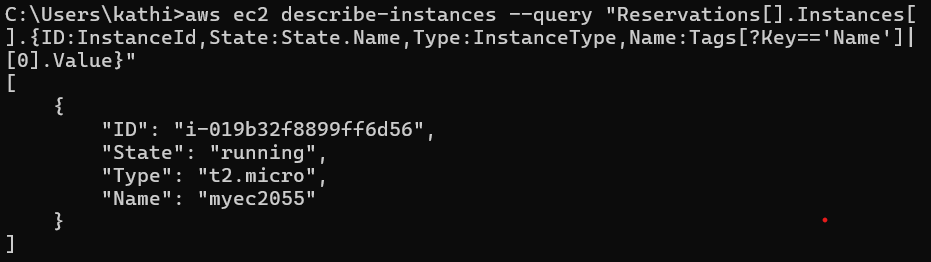 C:\Users\kathi>aws ec2 describe-instances --query "Reservations[].Instances[
].{ID:InstanceId,State:State.Name,Type:InstanceType,Name:Tags[?Key=='Name']|
[0].Value}"
[
    {
        "ID": "i-019b32f8899ff6d56",
        "State": "running",
        "Type": "t2.micro",
        "Name": "myec2055"
    }
]